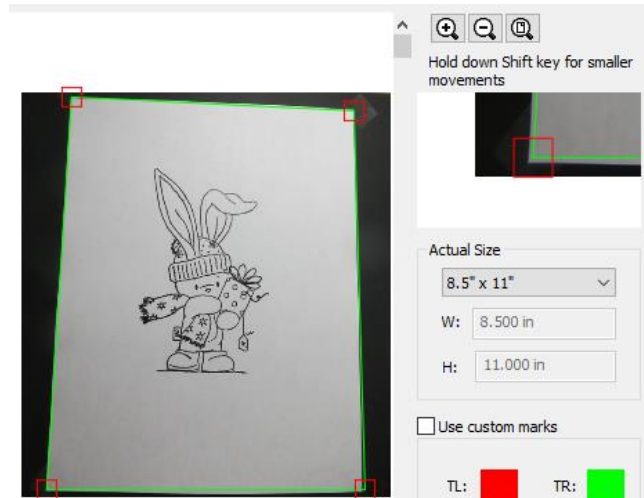 Hold down Shift key for smaller
movements
Actual Size
8.5" x 11"
W: 8.500 in
H: 11.000 in
Use custom marks
TL: TR: